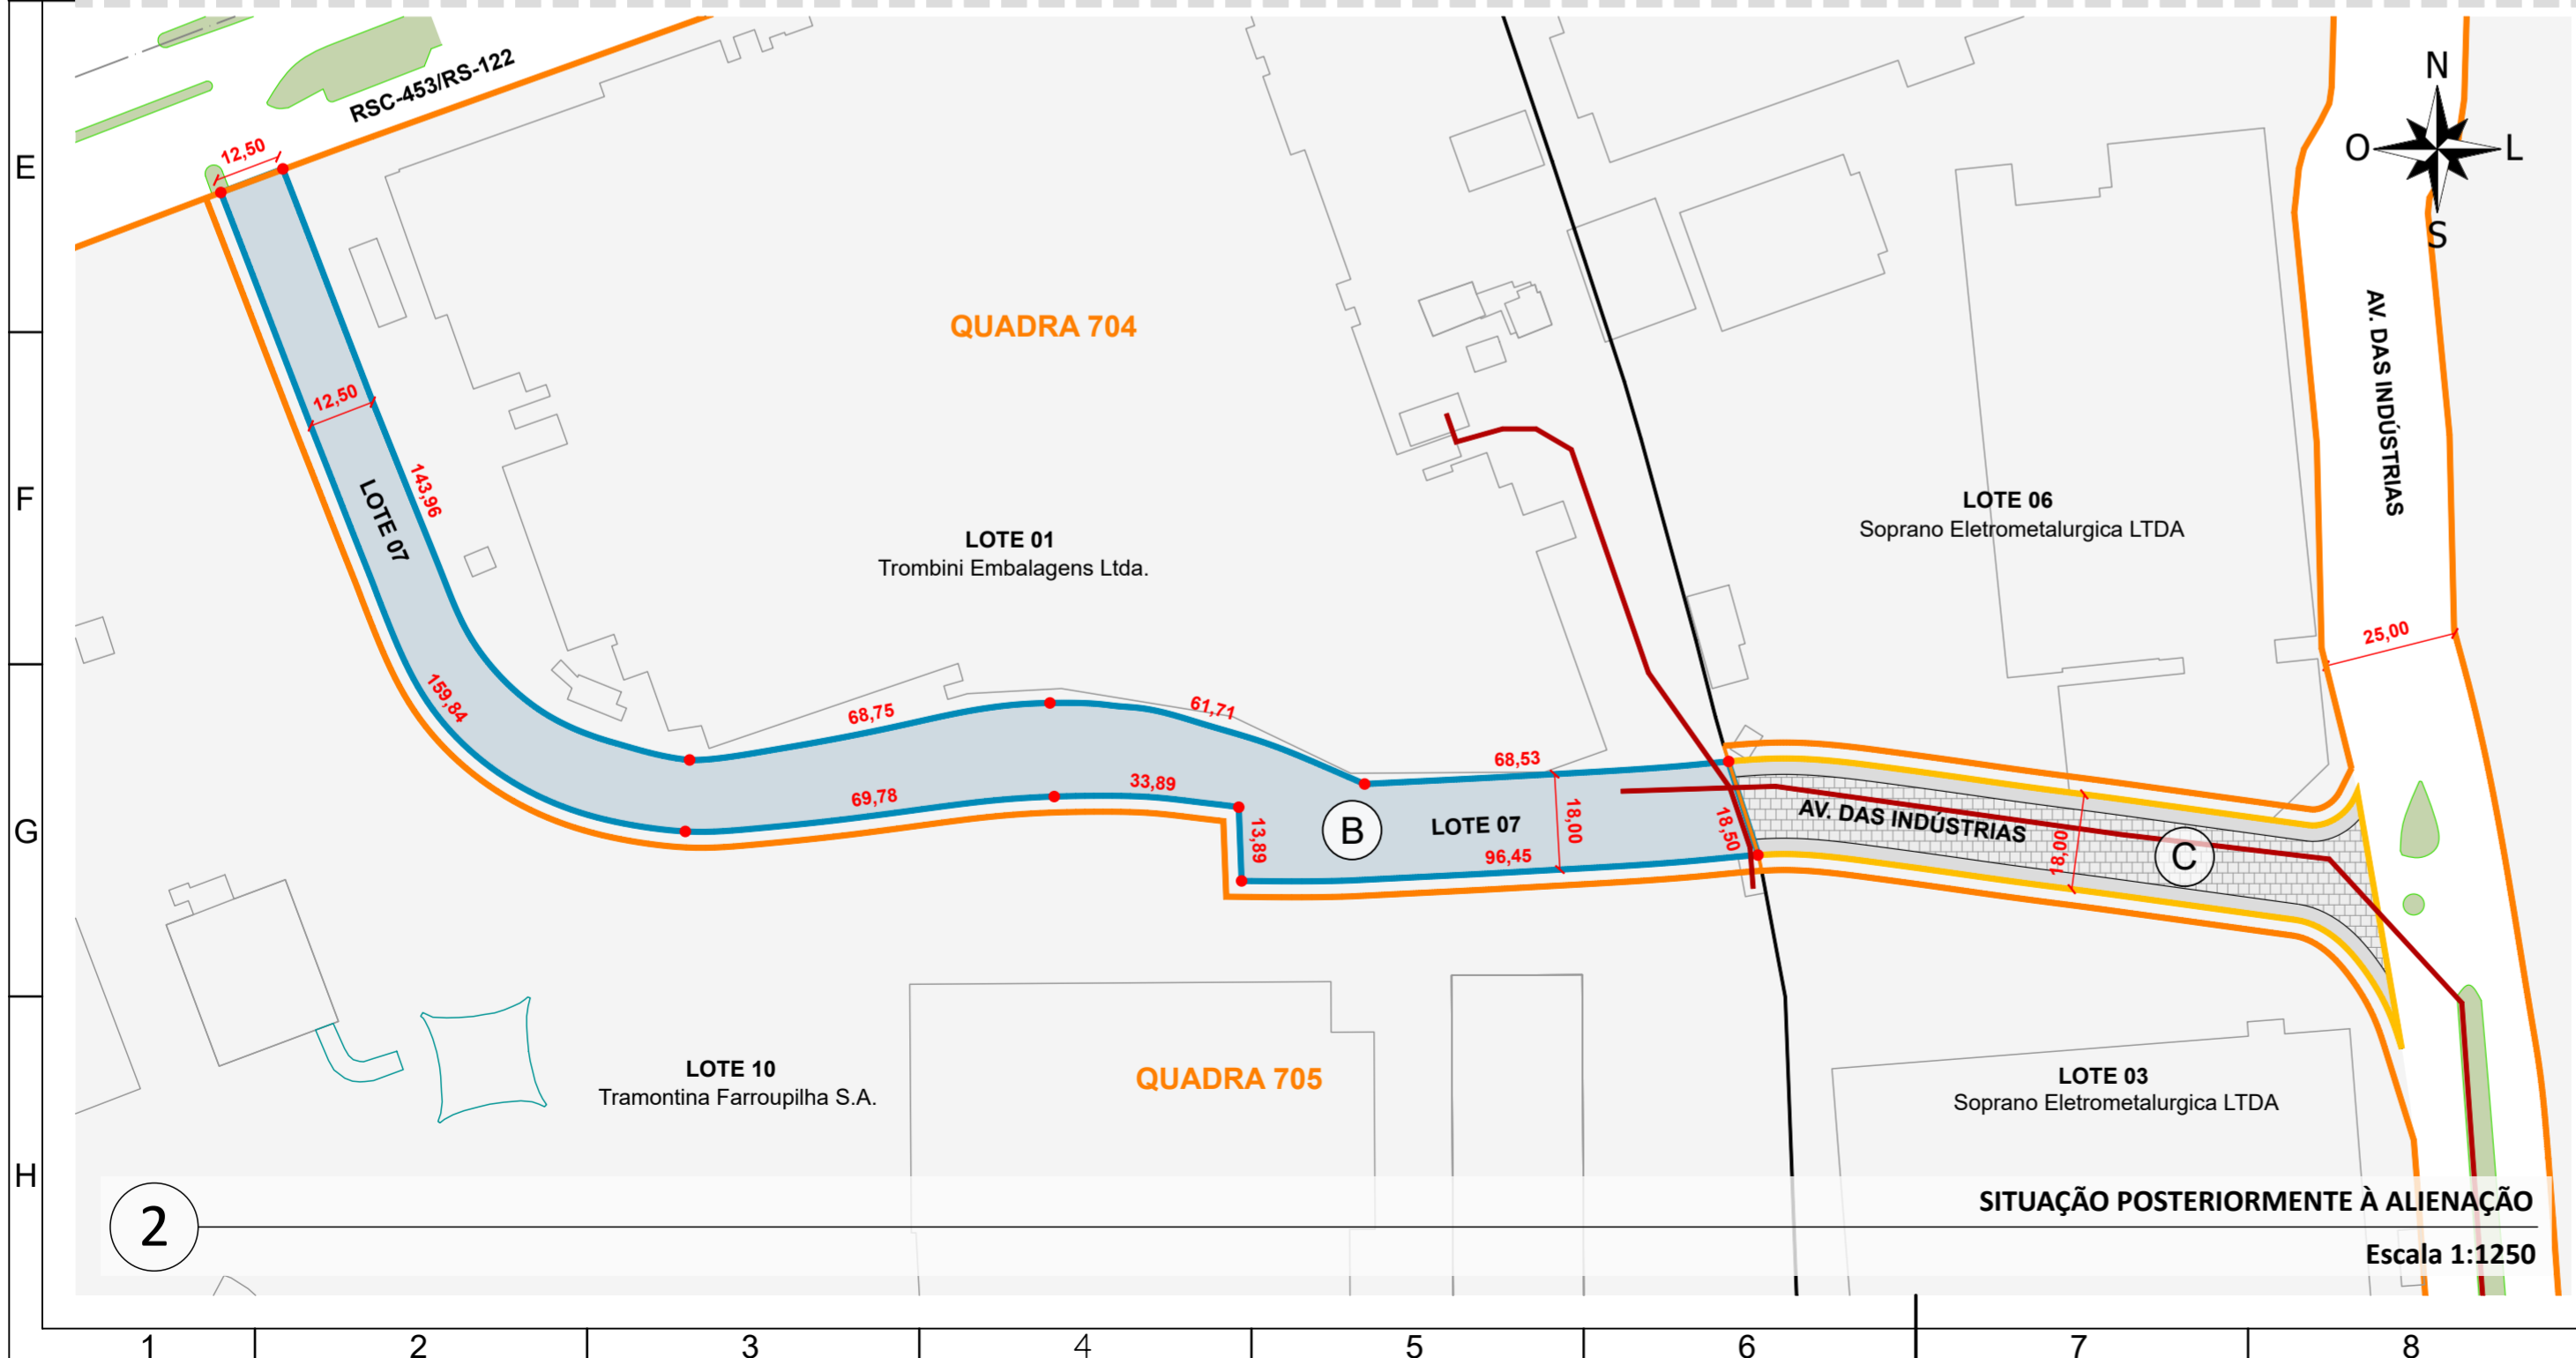 E
F
G
H
RSC-453/RS-122
12,50
N
O
L
S
QUADRA 704
AV. DAS INDÚSTRIAS
12,50
143,96
LOTE 07
LOTE 01
Trombini Embalagens Ltda.
LOTE 06
Soprano Eletrometalurgica LTDA
25,00
159,84
68,75
61,71
68,53
69,78
33,89
13,89
B
LOTE 07
18,00
96,45
18,50
AV. DAS INDÚSTRIAS
18,00
C
LOTE 10
Tramontina Farroupilha S.A.
QUADRA 705
LOTE 03
Soprano Eletrometalurgica LTDA
2
SITUAÇÃO POSTERIORMENTE À ALIENAÇÃO
Escala 1:1250
1 2 3 4 5 6 7 8